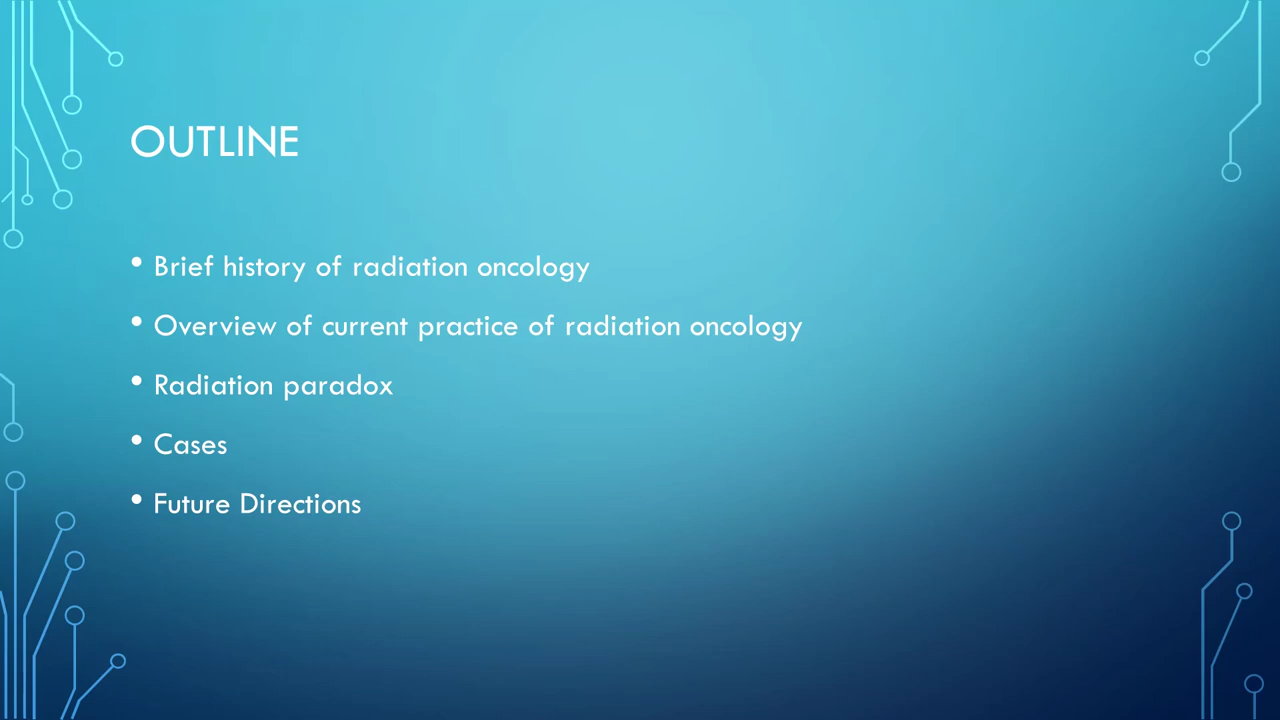 OUTLINE
• Brief history of radiation oncology
• Overview of current practice of radiation oncology
• Radiation paradox
• Cases
• Future Directions